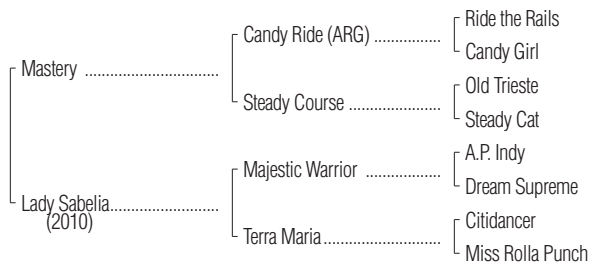 Ride the Rails
Candy Ride (ARG) ..................
Candy Girl
Mastery .................................
Old Trieste
Steady Course .......................
Steady Cat
A.P. Indy
Majestic Warrior ...................
Dream Supreme
Lady Sabelia...........................
(2010)
Citidancer
Terra Maria.............................
Miss Rolla Punch